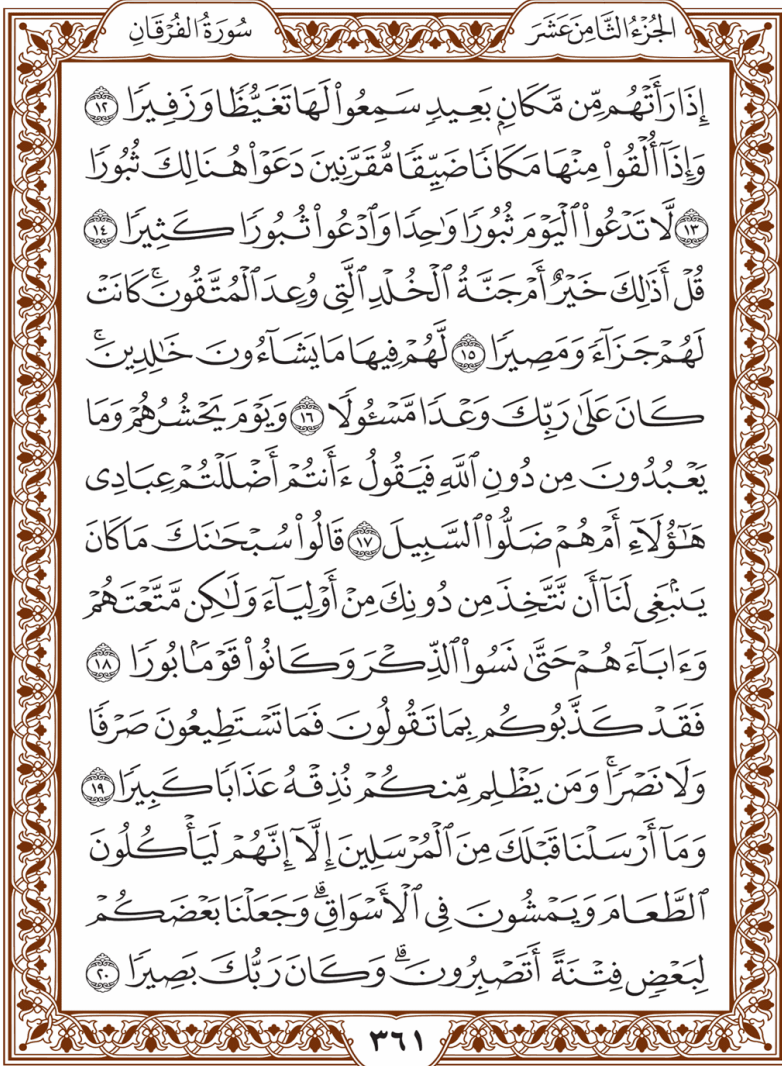 الجُزْءُ الثَّامِنَ عَشَرَ
سُورَةُ الفُرْقَانِ
إِذَا رَأَتْهُم مِّن مَّكَانٍۭ بَعِيدٍ سَمِعُوا۟ لَهَا تَغَيُّظًا وَزَفِيرًا ١٢
وَإِذَآ أُلْقُوا۟ مِنْهَا مَكَانًا ضَيِّقًا مُّقَرَّنِينَ دَعَوْا۟ هُنَالِكَ ثُبُورًا
١٣ لَّا تَدْعُوا۟ ٱلْيَوْمَ ثُبُورًا وَٰحِدًا وَٱدْعُوا۟ ثُبُورًا كَثِيرًا ١٤
قُلْ أَذَٰلِكَ خَيْرٌ أَمْ جَنَّةُ ٱلْخُلْدِ ٱلَّتِى وُعِدَ ٱلْمُتَّقُونَ ۚ كَانَتْ
لَهُمْ جَزَآءً وَمَصِيرًا ١٥ لَّهُمْ فِيهَا مَا يَشَآءُونَ خَٰلِدِينَ ۚ
كَانَ عَلَىٰ رَبِّكَ وَعْدًا مَّسْـُٔولًا ١٦ وَيَوْمَ يَحْشُرُهُمْ وَمَا
يَعْبُدُونَ مِن دُونِ ٱللَّهِ فَيَقُولُ ءَأَنتُمْ أَضْلَلْتُمْ عِبَادِى
هَٰٓؤُلَآءِ أَمْ هُمْ ضَلُّوا۟ ٱلسَّبِيلَ ١٧ قَالُوا۟ سُبْحَٰنَكَ مَا كَانَ
يَنۢبَغِى لَنَآ أَن نَّتَّخِذَ مِن دُونِكَ مِنْ أَوْلِيَآءَ وَلَٰكِن مَّتَّعْتَهُمْ
وَءَابَآءَهُمْ حَتَّىٰ نَسُوا۟ ٱلذِّكْرَ وَكَانُوا۟ قَوْمًۢا بُورًا ١٨
فَقَدْ كَذَّبُوكُم بِمَا تَقُولُونَ فَمَا تَسْتَطِيعُونَ صَرْفًا
وَلَا نَصْرًا ۚ وَمَن يَظْلِم مِّنكُمْ نُذِقْهُ عَذَابًا كَبِيرًا ١٩
وَمَآ أَرْسَلْنَا قَبْلَكَ مِنَ ٱلْمُرْسَلِينَ إِلَّآ إِنَّهُمْ لَيَأْكُلُونَ
ٱلطَّعَامَ وَيَمْشُونَ فِى ٱلْأَسْوَاقِ ۗ وَجَعَلْنَا بَعْضَكُمْ
لِبَعْضٍ فِتْنَةً أَتَصْبِرُونَ ۗ وَكَانَ رَبُّكَ بَصِيرًا ٢٠
٣٦١